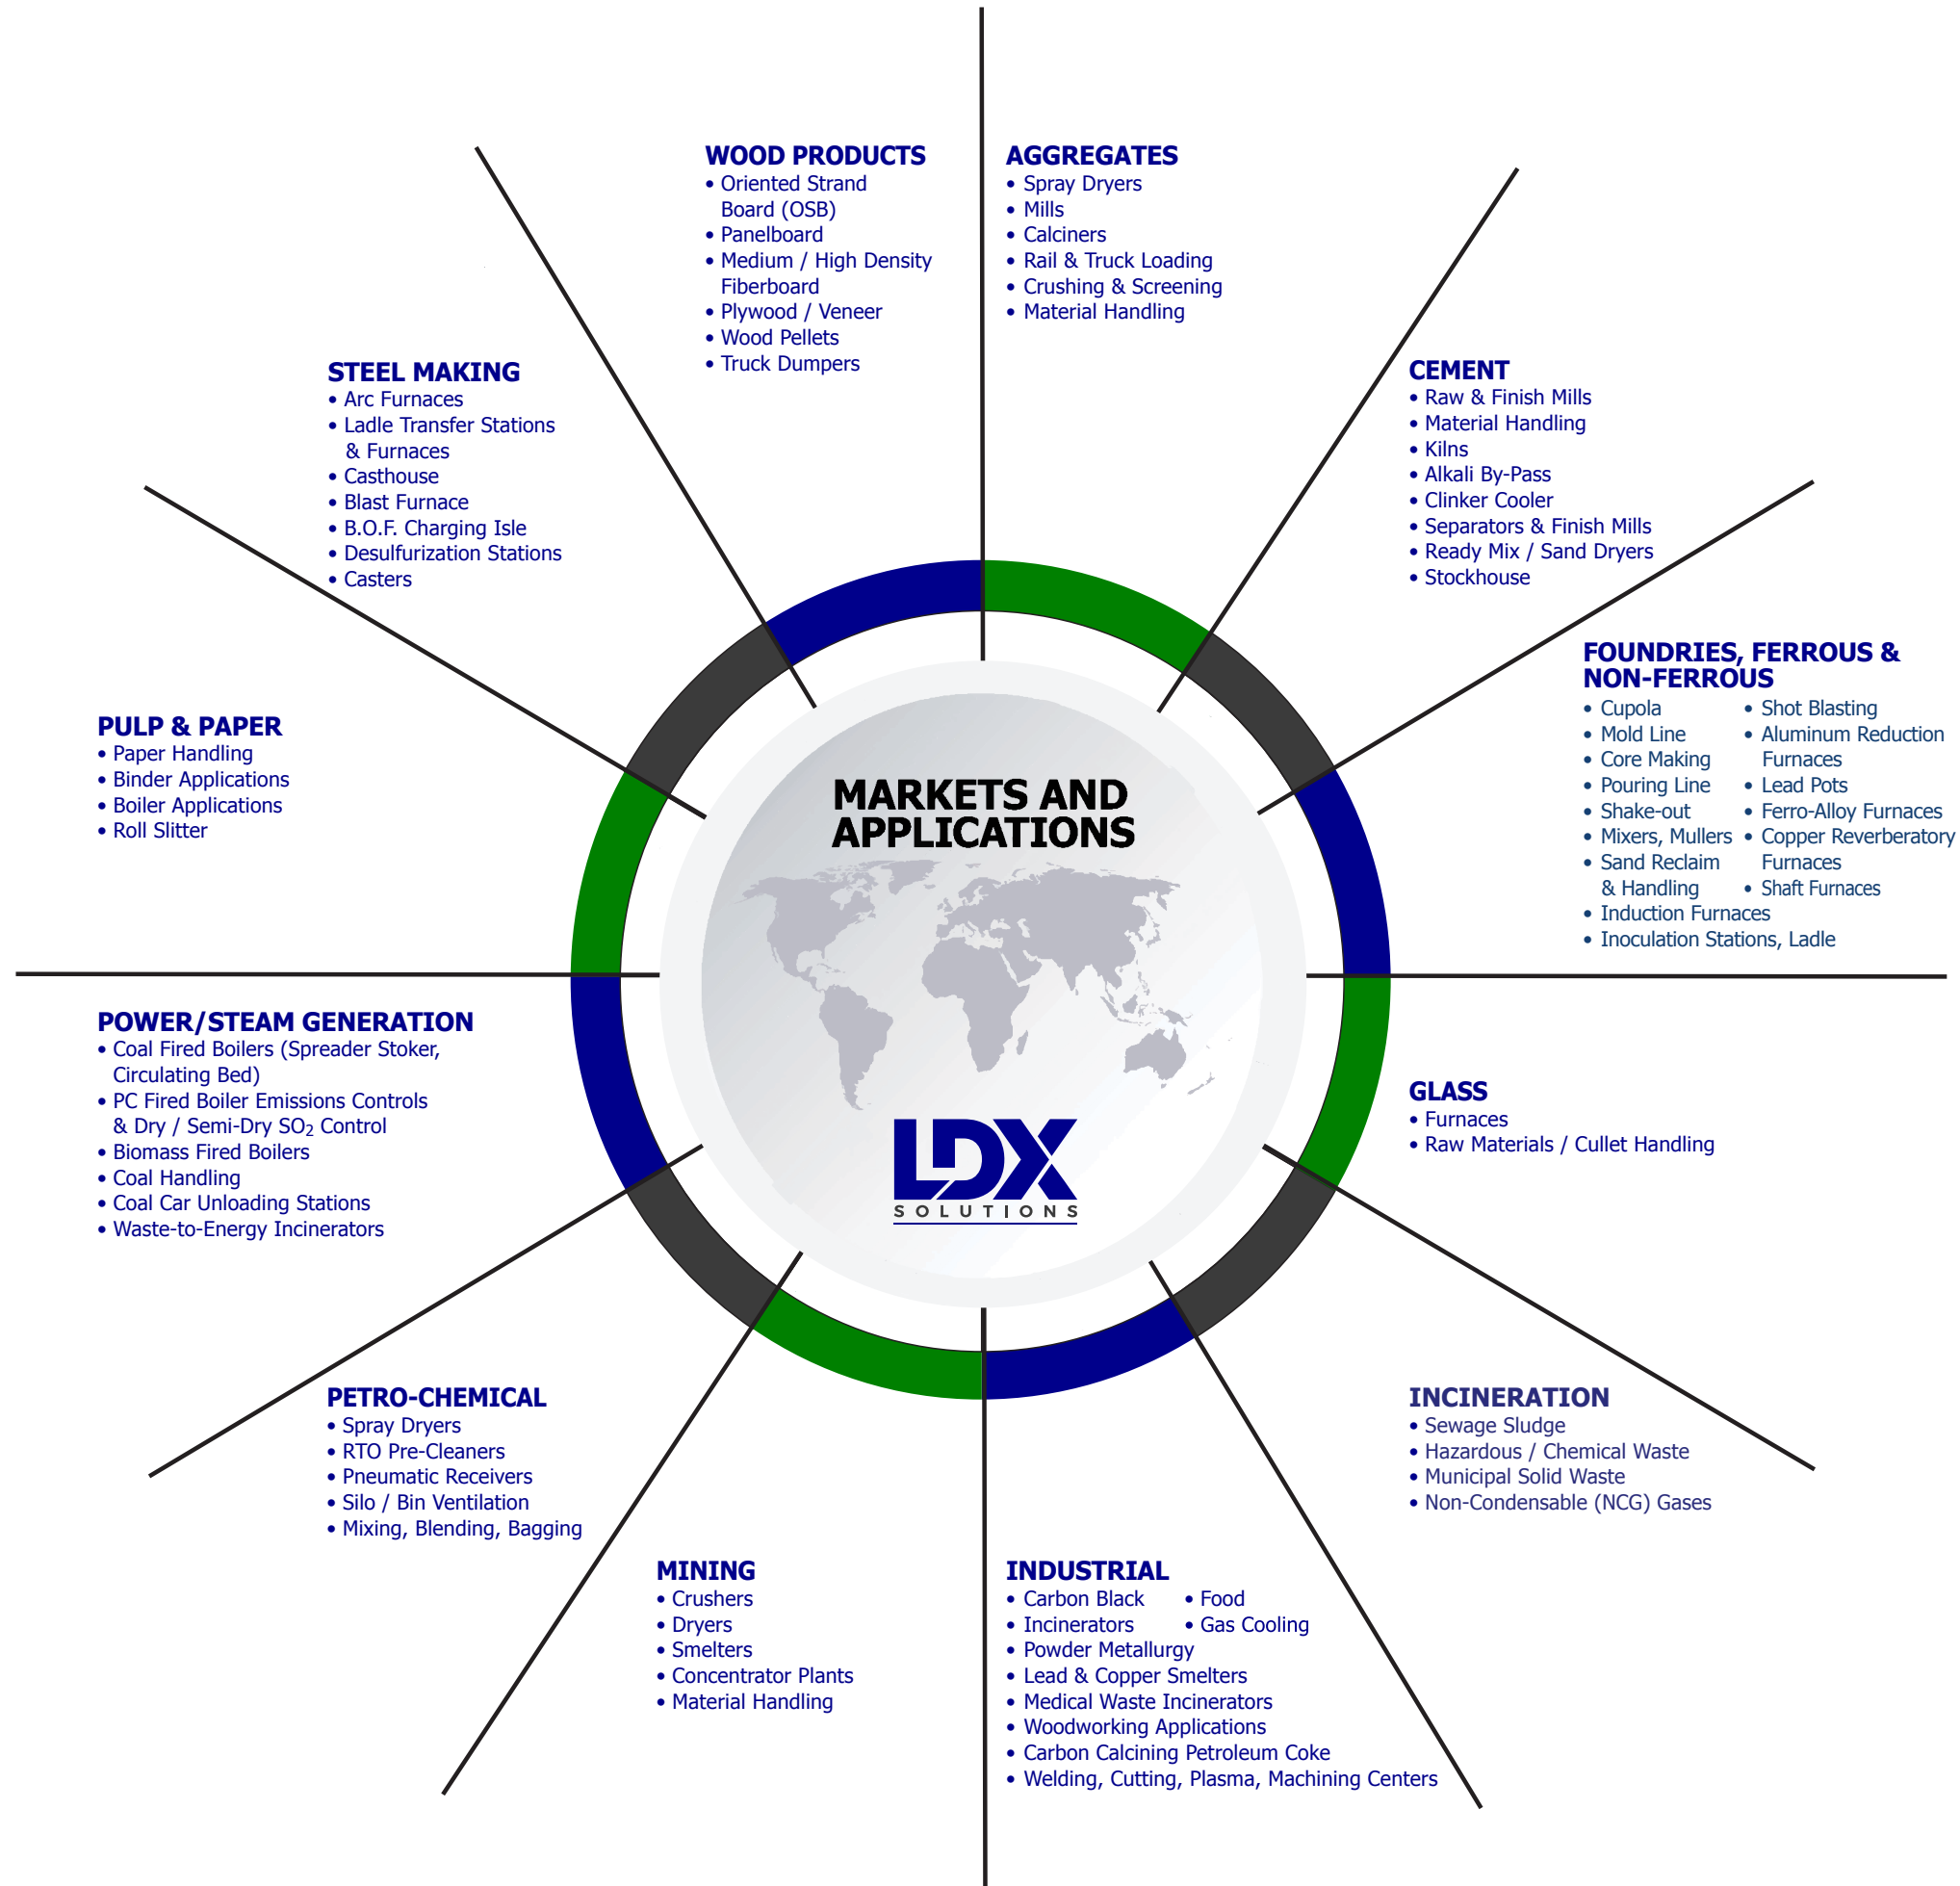 MARKETS AND
APPLICATIONS
LDX
SOLUTIONS
WOOD PRODUCTS
• Oriented Strand
Board (OSB)
• Panelboard
• Medium / High Density
Fiberboard
• Plywood / Veneer
• Wood Pellets
• Truck Dumpers
AGGREGATES
• Spray Dryers
• Mills
• Calciners
• Rail & Truck Loading
• Crushing & Screening
• Material Handling
CEMENT
• Raw & Finish Mills
• Material Handling
• Kilns
• Alkali By-Pass
• Clinker Cooler
• Separators & Finish Mills
• Ready Mix / Sand Dryers
• Stockhouse
FOUNDRIES, FERROUS &
NON-FERROUS
• Cupola
• Mold Line
• Core Making
• Pouring Line
• Shake-out
• Mixers, Mullers
• Sand Reclaim
& Handling
• Induction Furnaces
• Inoculation Stations, Ladle
• Shot Blasting
• Aluminum Reduction
Furnaces
• Lead Pots
• Ferro-Alloy Furnaces
• Copper Reverberatory
Furnaces
• Shaft Furnaces
GLASS
• Furnaces
• Raw Materials / Cullet Handling
INCINERATION
• Sewage Sludge
• Hazardous / Chemical Waste
• Municipal Solid Waste
• Non-Condensable (NCG) Gases
INDUSTRIAL
• Carbon Black
• Incinerators
• Food
• Gas Cooling
• Powder Metallurgy
• Lead & Copper Smelters
• Medical Waste Incinerators
• Woodworking Applications
• Carbon Calcining Petroleum Coke
• Welding, Cutting, Plasma, Machining Centers
MINING
• Crushers
• Dryers
• Smelters
• Concentrator Plants
• Material Handling
PETRO-CHEMICAL
• Spray Dryers
• RTO Pre-Cleaners
• Pneumatic Receivers
• Silo / Bin Ventilation
• Mixing, Blending, Bagging
POWER/STEAM GENERATION
• Coal Fired Boilers (Spreader Stoker,
Circulating Bed)
• PC Fired Boiler Emissions Controls
& Dry / Semi-Dry SO₂ Control
• Biomass Fired Boilers
• Coal Handling
• Coal Car Unloading Stations
• Waste-to-Energy Incinerators
PULP & PAPER
• Paper Handling
• Binder Applications
• Boiler Applications
• Roll Slitter
STEEL MAKING
• Arc Furnaces
• Ladle Transfer Stations
& Furnaces
• Casthouse
• Blast Furnace
• B.O.F. Charging Isle
• Desulfurization Stations
• Casters